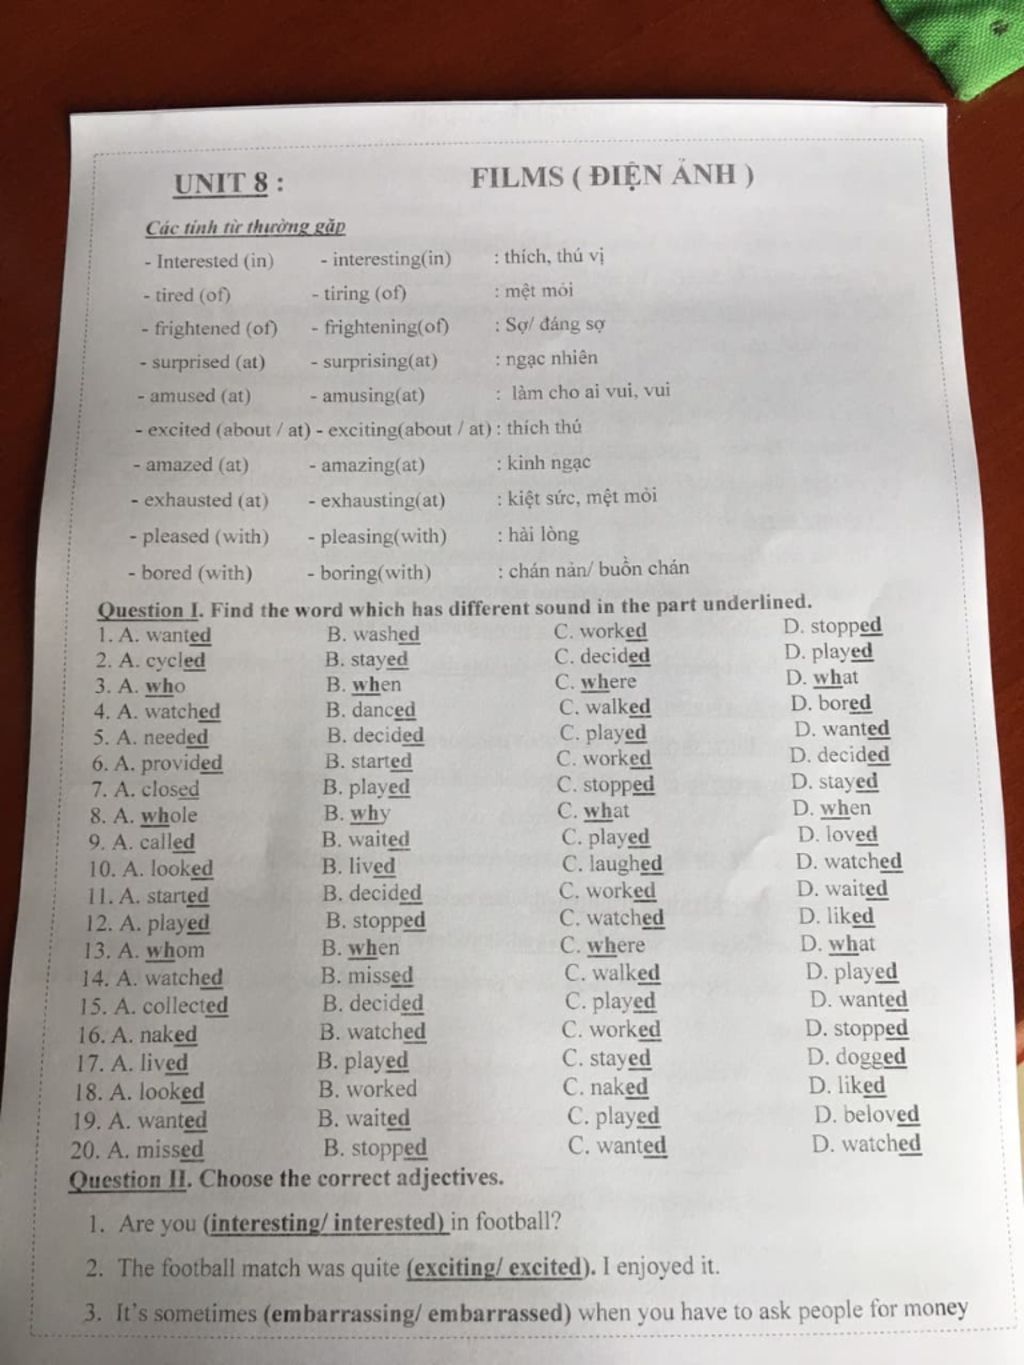 UNIT 8 : FILMS ( ĐIỆN ẢNH )
Các tính từ thường gặp
- Interested (in) - interesting(in) : thích, thú vị
- tired (of) - tiring (of) : mệt mỏi
- frightened (of) - frightening(of) : Sợ/ đáng sợ
- surprised (at) - surprising(at) : ngạc nhiên
- amused (at) - amusing(at) : làm cho ai vui, vui
- excited (about / at) - exciting(about / at) : thích thú
- amazed (at) - amazing(at) : kinh ngạc
- exhausted (at) - exhausting(at) : kiệt sức, mệt mỏi
- pleased (with) - pleasing(with) : hài lòng
- bored (with) - boring(with) : chán nản/ buồn chán
Question I. Find the word which has different sound in the part underlined.
1. A. wanted B. washed C. worked D. stopped
2. A. cycled B. stayed C. decided D. played
3. A. who B. when C. where D. what
4. A. watched B. danced C. walked D. bored
5. A. needed B. decided C. played D. wanted
6. A. provided B. started C. worked D. decided
7. A. closed B. played C. stopped D. stayed
8. A. whole B. why C. what D. when
9. A. called B. waited C. played D. loved
10. A. looked B. lived C. laughed D. watched
11. A. started B. decided C. worked D. waited
12. A. played B. stopped C. watched D. liked
13. A. whom B. when C. where D. what
14. A. watched B. missed C. walked D. played
15. A. collected B. decided C. played D. wanted
16. A. naked B. watched C. worked D. stopped
17. A. lived B. played C. stayed D. dogged
18. A. looked B. worked C. naked D. liked
19. A. wanted B. waited C. played D. beloved
20. A. missed B. stopped C. wanted D. watched
Question II. Choose the correct adjectives.
1. Are you (interesting/ interested) in football?
2. The football match was quite (exciting/ excited). I enjoyed it.
3. It's sometimes (embarrassing/ embarrassed) when you have to ask people for money